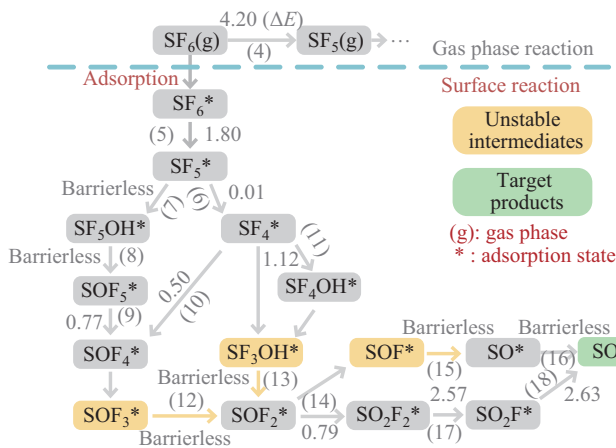 4.20 (ΔE)
SF₆(g)
(4)
SF₅(g)
...
Gas phase reaction
Adsorption
Surface reaction
SF₆*
(5)
1.80
Unstable
intermediates
SF₅*
Barrierless
(7)
(6)
0.01
Target
products
SF₅OH*
SF₄*
(11)
(g): gas phase
* : adsorption state
Barrierless
(8)
1.12
SOF₅*
0.50
(10)
SF₄OH*
0.77
(9)
SOF₄*
SF₃OH*
SOF*
Barrierless
SO*
Barrierless
Barrierless
(13)
(15)
(16)
SOF₃*
(12)
Barrierless
SOF₂*
(14)
0.79
SO₂F₂*
2.57
(17)
SO₂F*
(18)
2.63